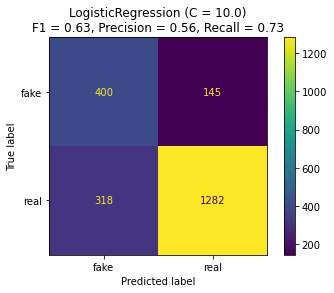 LogisticRegression (C = 10.0)
F1 = 0.63, Precision = 0.56, Recall = 0.73
fake 400 145
real 318 1282
fake real
Predicted label
True label
1200
1000
800
600
400
200